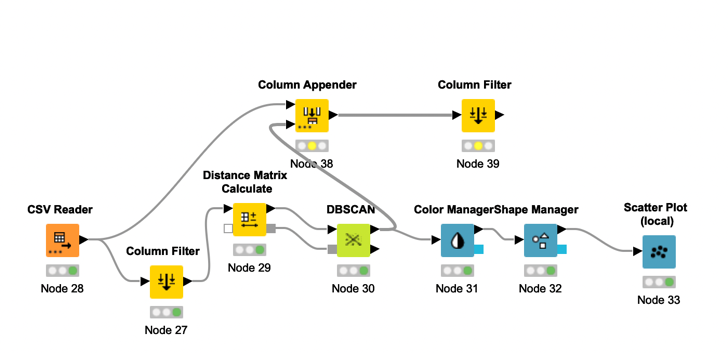 Column Appender
Column Filter
Node 38
Node 39
Distance Matrix
Calculate
CSV Reader
DBSCAN
Color Manager
Shape Manager
Scatter Plot
(local)
Column Filter
Node 29
Node 28
Node 30
Node 31
Node 32
Node 33
Node 27